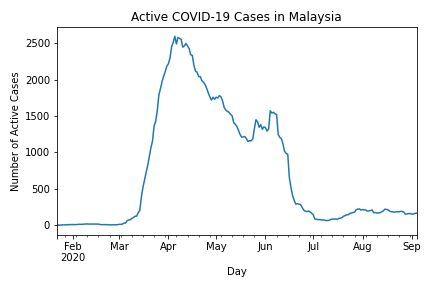 Active COVID-19 Cases in Malaysia
Number of Active Cases
2500
2000
1500
1000
500
0
Feb Mar Apr May Jun Jul Aug Sep
2020
Day